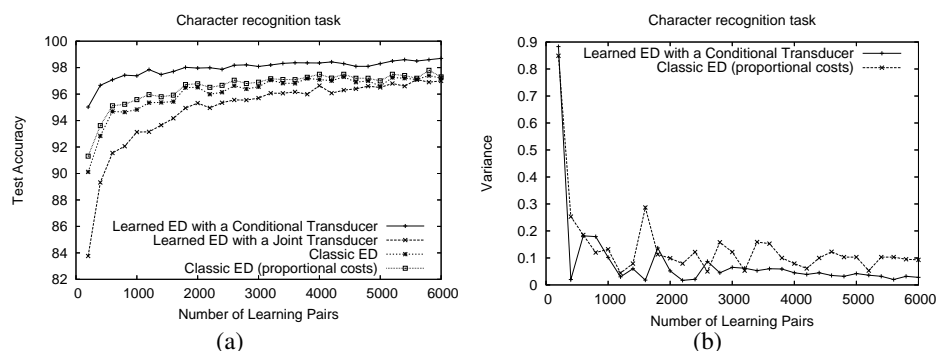 Character recognition task
100
98
96
94
92
90
88
86
84
82
Test Accuracy
Learned ED with a Conditional Transducer
Learned ED with a Joint Transducer
Classic ED
Classic ED (proportional costs)
0 1000 2000 3000 4000 5000 6000
Number of Learning Pairs
(a)
Character recognition task
0.9
0.8
0.7
0.6
0.5
0.4
0.3
0.2
0.1
0
Variance
Learned ED with a Conditional Transducer
Classic ED (proportional costs)
0 1000 2000 3000 4000 5000 6000
Number of Learning Pairs
(b)